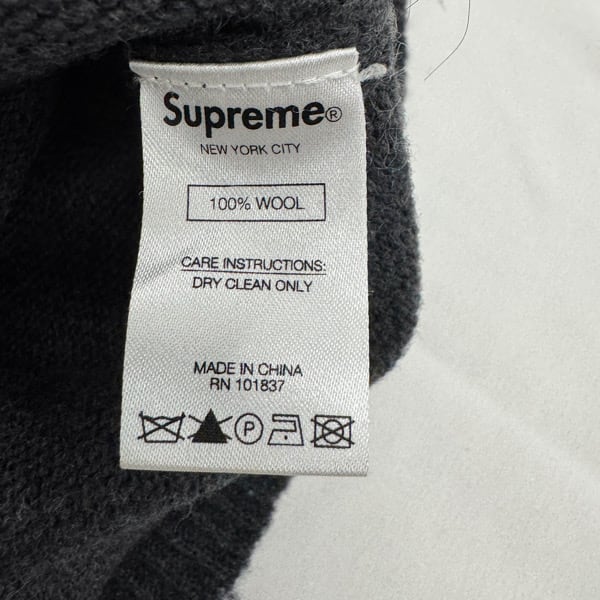 Supreme®
NEW YORK CITY
100% WOOL
CARE INSTRUCTIONS:
DRY CLEAN ONLY
MADE IN CHINA
RN 101837
P